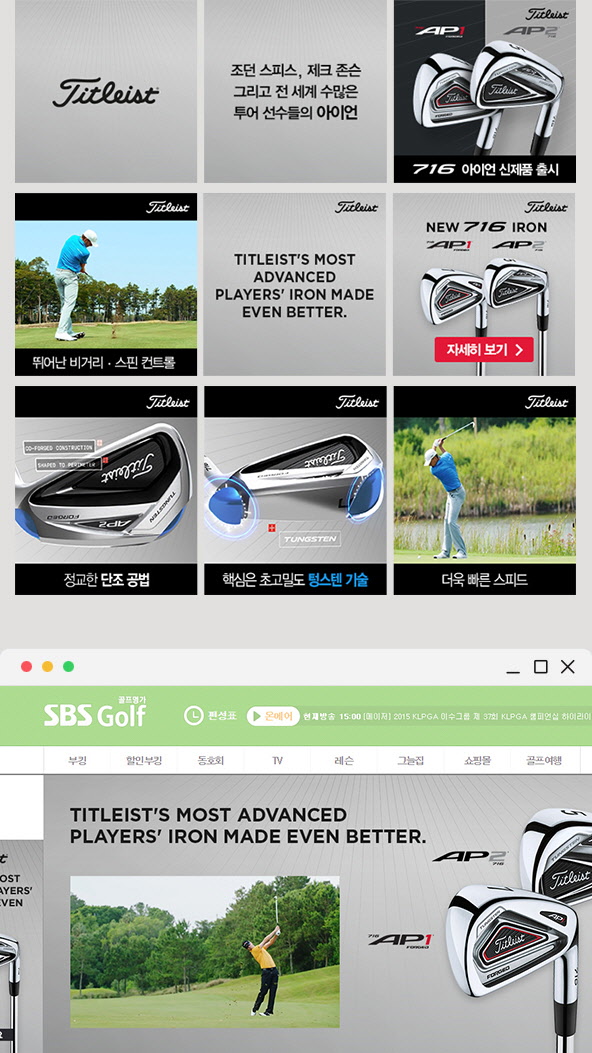 Titleist
조던 스피스, 제크 존슨
그리고 전 세계 수많은
투어 선수들의 아이언
Titleist
AP1
AP2
716
Titleist
Titleist
716 아이언 신제품 출시
Titleist
뛰어난 비거리 · 스핀 컨트롤
Titleist
TITLEIST'S MOST
ADVANCED
PLAYERS' IRON MADE
EVEN BETTER.
Titleist
NEW 716 IRON
AP1
AP2
자세히 보기 >
Titleist
CO-FORGED CONSTRUCTION
SHAPED TO PERIMETER
Titleist
TUNGSTEN
AP2 FORGED
정교한 단조 공법
Titleist
Titleist
FORGED
TUNGSTEN
핵심은 초고밀도 텅스텐 기술
Titleist
더욱 빠른 스피드
골프명가
SBS Golf
편성표
온에어
현재방송 15:00 [메이저] 2015 KLPGA 이수그룹 제 37회 KLPGA 챔피언십 하이라이
부킹
할인부킹
동호회
TV
레슨
그늘집
쇼핑몰
골프여행
TITLEIST'S MOST ADVANCED
PLAYERS' IRON MADE EVEN BETTER.
OST
AYERS'
EVEN
AP2
716
716
AP1
FORGED
TUNGSTEN
Titleist
FORGED